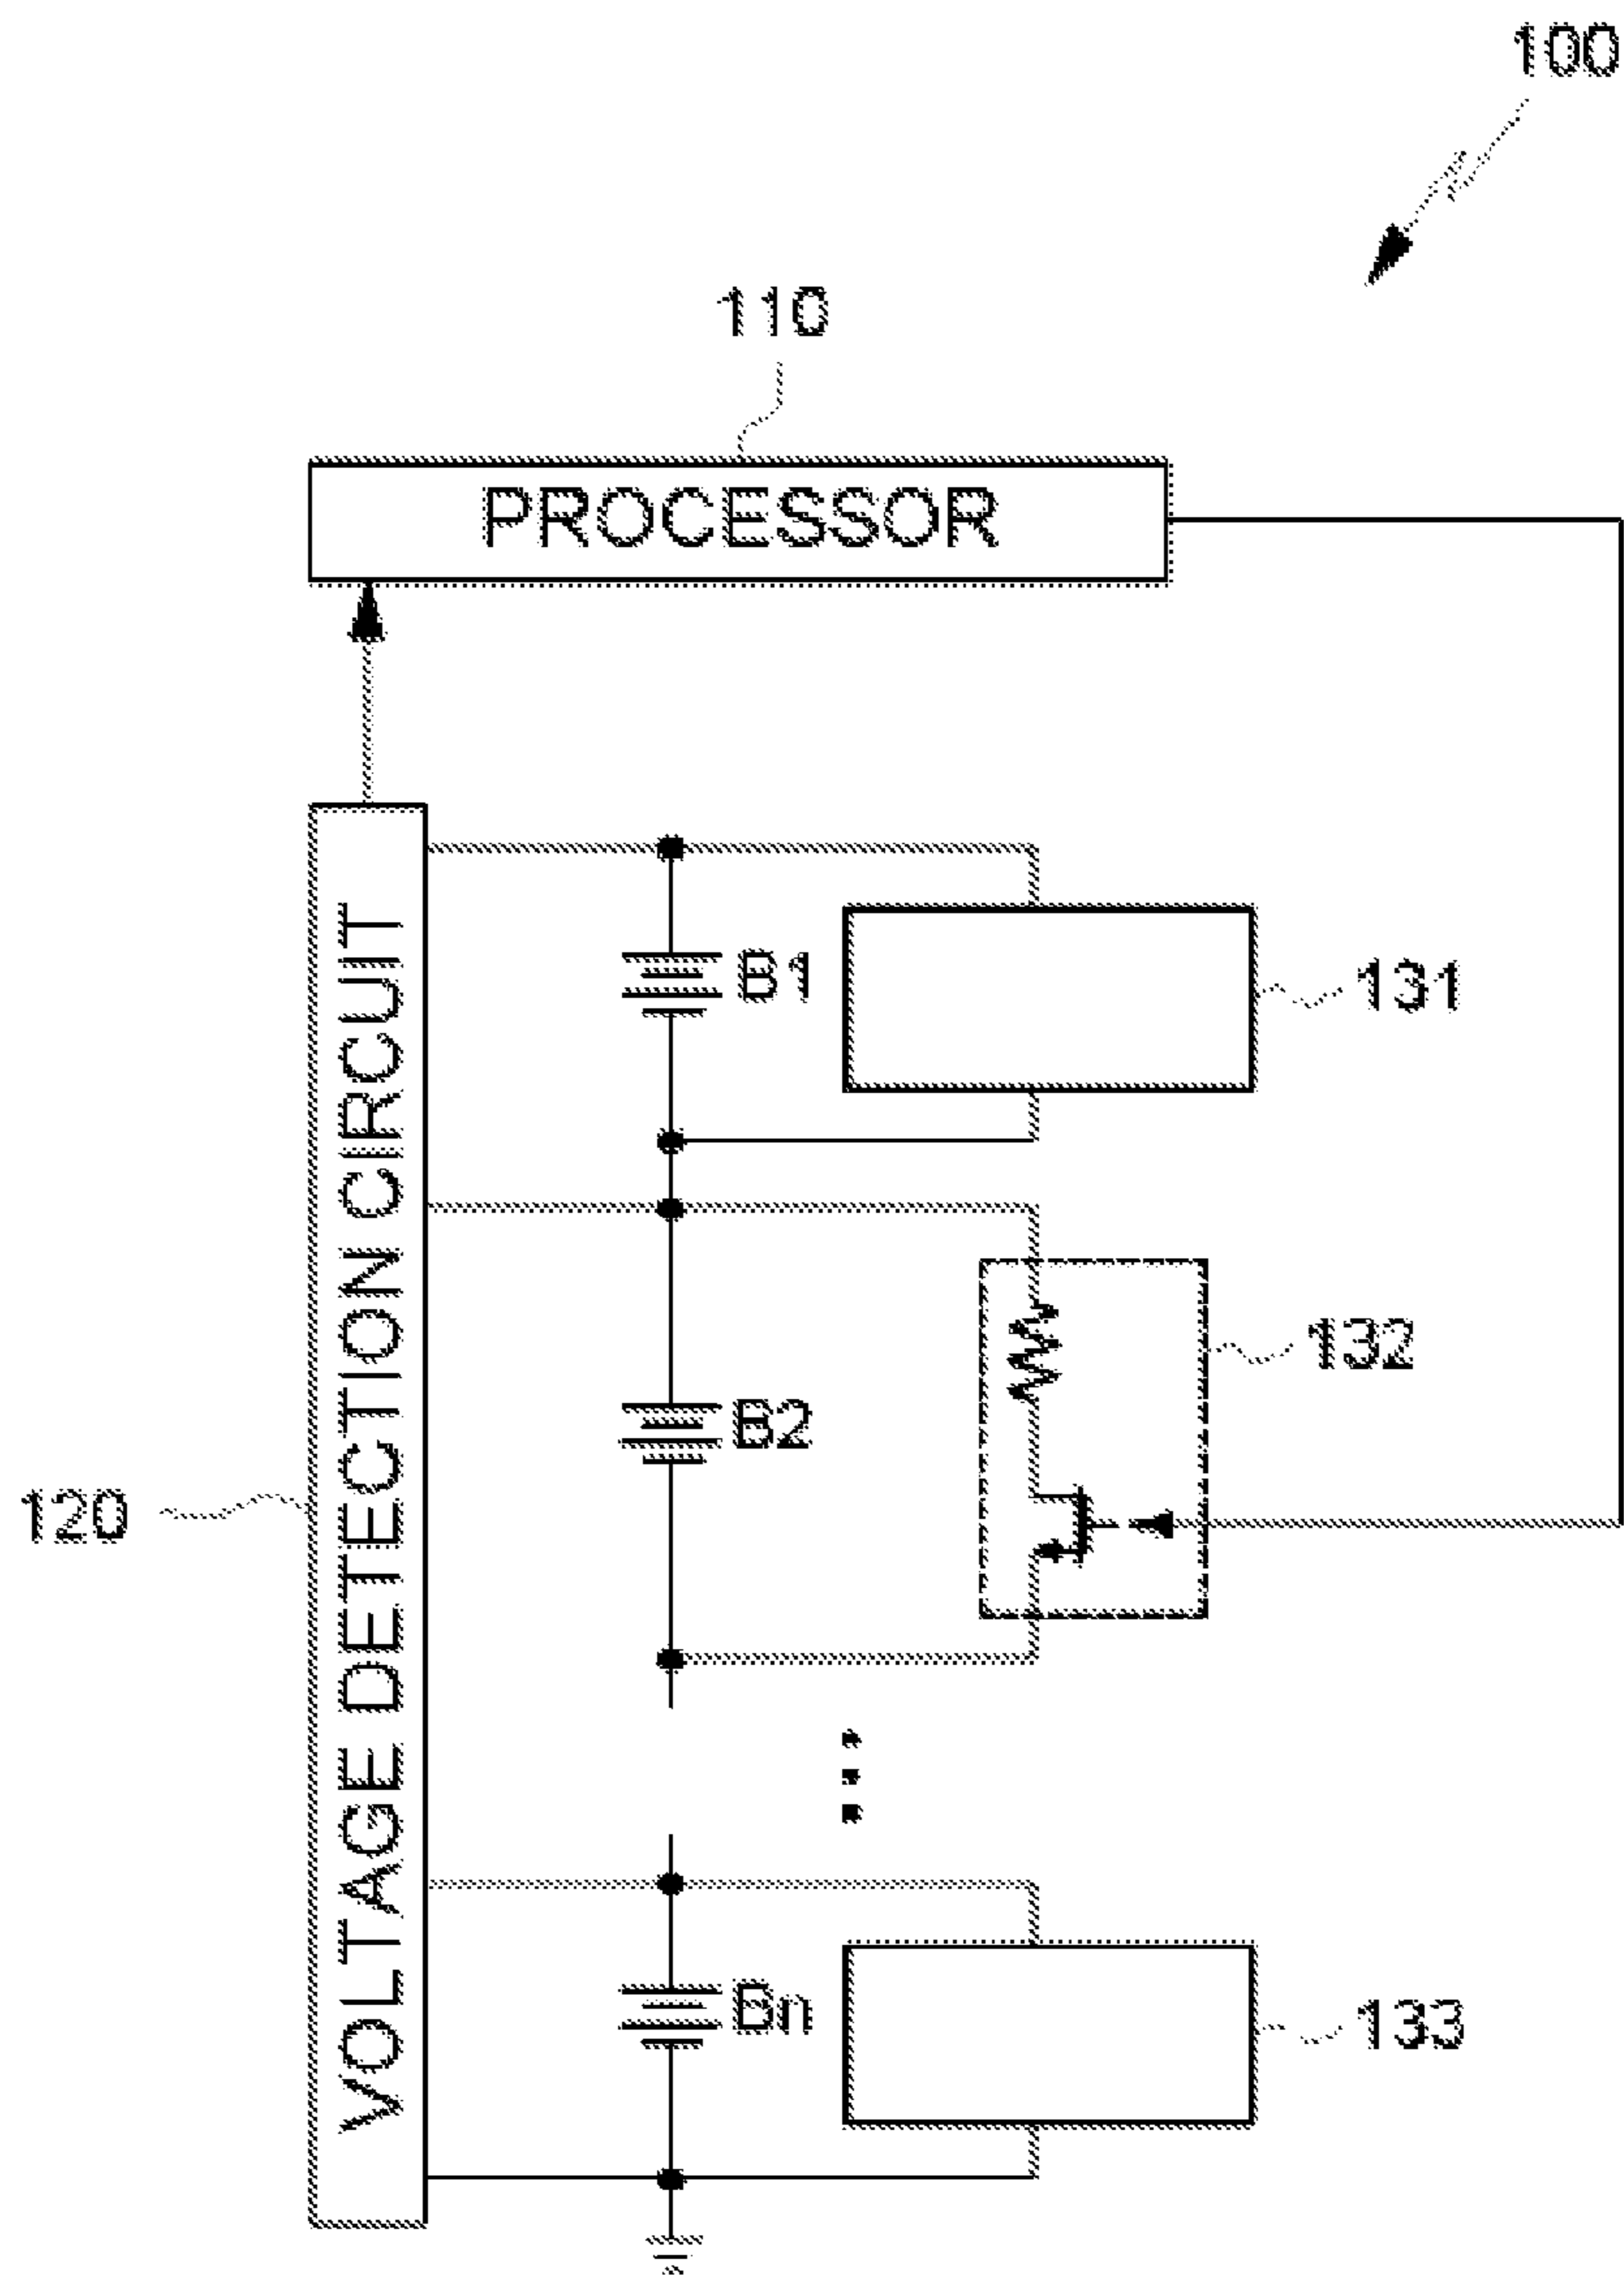 100
110
PROCESSOR
VOLTAGE DETECTION CIRCUIT
B1
131
132
B2
120
Bn
133